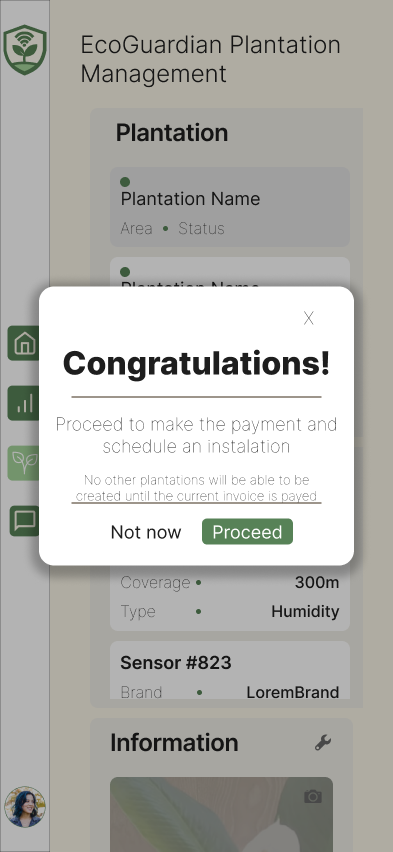 EcoGuardian Plantation
Management
Plantation
Plantation Name
Area • Status
Plantation Name
X
Congratulations!
Proceed to make the payment and
schedule an instalation
No other plantations will be able to be
created until the current invoice is payed
Not now
Proceed
Coverage • 300m
Type • Humidity
Sensor #823
Brand • LoremBrand
Information